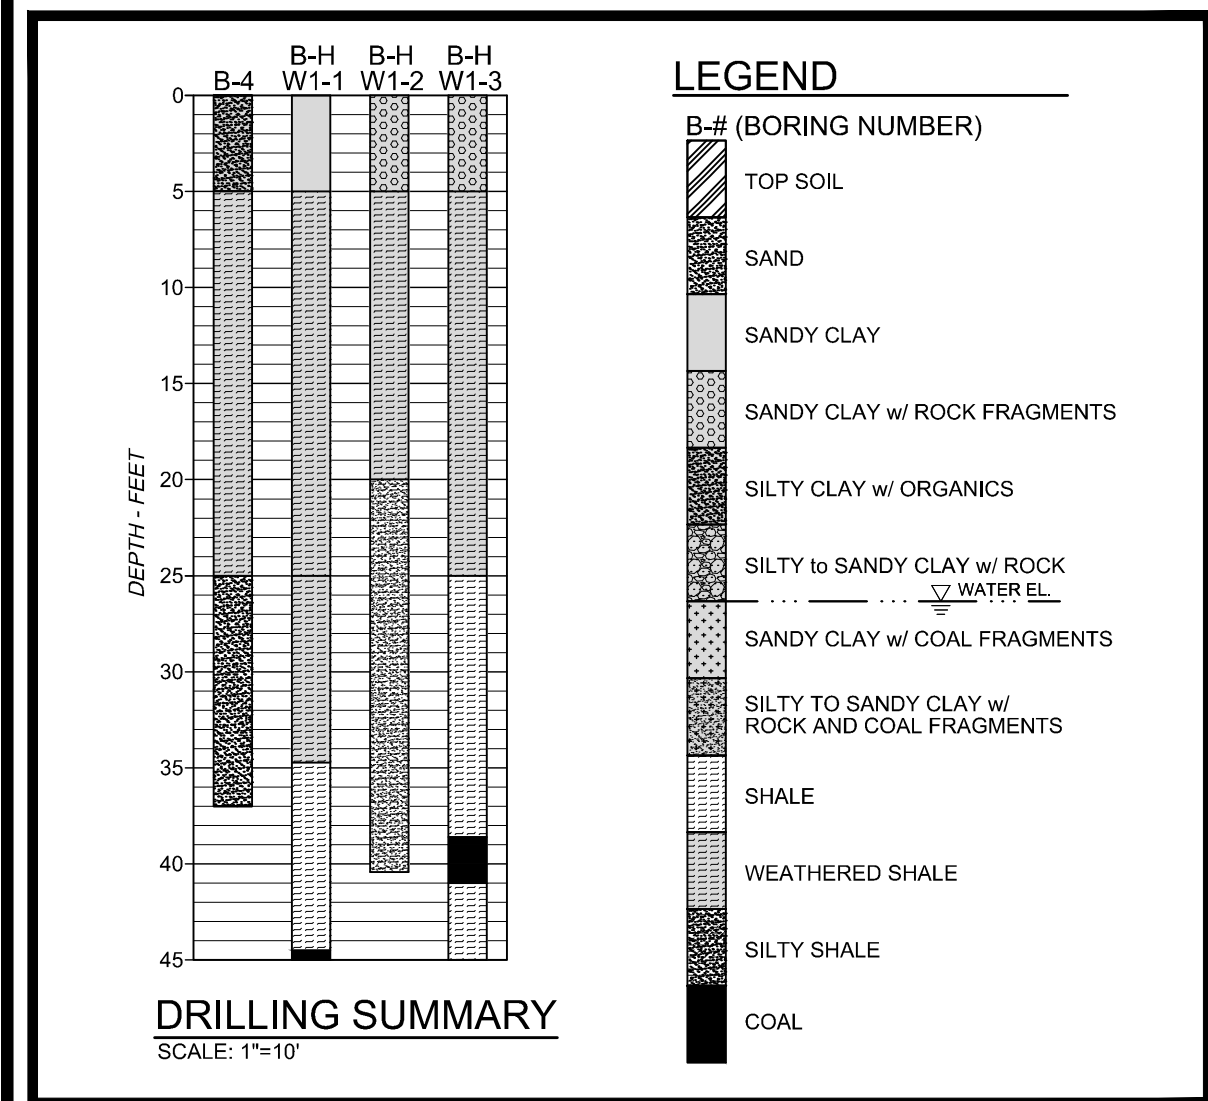 B-4
B-H
W1-1
B-H
W1-2
B-H
W1-3
0
5
10
15
20
25
30
35
40
45
DEPTH - FEET
DRILLING SUMMARY
SCALE: 1"=10'
LEGEND
B-# (BORING NUMBER)
TOP SOIL
SAND
SANDY CLAY
SANDY CLAY w/ ROCK FRAGMENTS
SILTY CLAY w/ ORGANICS
SILTY to SANDY CLAY w/ ROCK
WATER EL.
SANDY CLAY w/ COAL FRAGMENTS
SILTY TO SANDY CLAY w/
ROCK AND COAL FRAGMENTS
SHALE
WEATHERED SHALE
SILTY SHALE
COAL